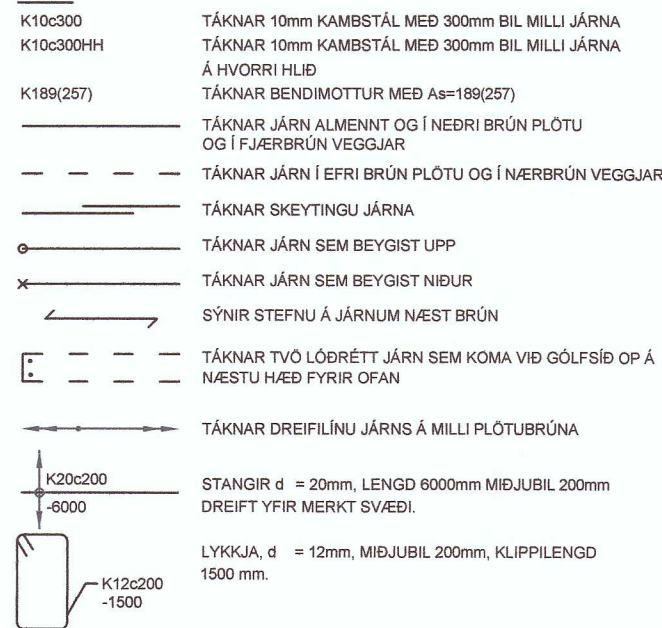 K10c300 TÁKNAR 10mm KAMBSTÁL MEÐ 300mm BIL MILLI JÁRNA
K10c300HH TÁKNAR 10mm KAMBSTÁL MEÐ 300mm BIL MILLI JÁRNA
Á HVORRI HLIÐ
K189(257) TÁKNAR BENDIMOTTUR MEÐ As=189(257)
TÁKNAR JÁRN ALMENNT OG Í NEÐRI BRÚN PLÖTU
OG Í FJÆRBRÚN VEGGJAR
TÁKNAR JÁRN Í EFRI BRÚN PLÖTU OG Í NÆRBRÚN VEGGJAR
TÁKNAR SKEYTINGU JÁRNA
TÁKNAR JÁRN SEM BEYGIST UPP
TÁKNAR JÁRN SEM BEYGIST NIÐUR
SÝNIR STEFNU Á JÁRNUM NÆST BRÚN
TÁKNAR TVÖ LÓÐRÉTT JÁRN SEM KOMA VIÐ GÓLFSÍÐ OP Á
NÆSTU HÆÐ FYRIR OFAN
TÁKNAR DREIFILÍNU JÁRNS Á MILLI PLÖTUBRÚNA
K20c200
-6000
STANGIR d = 20mm, LENGD 6000mm MIÐJUBIL 200mm
DREIFT YFIR MERKT SVÆÐI.
LYKKJA, d = 12mm, MIÐJUBIL 200mm, KLIPPILENGD
1500 mm.
K12c200
-1500